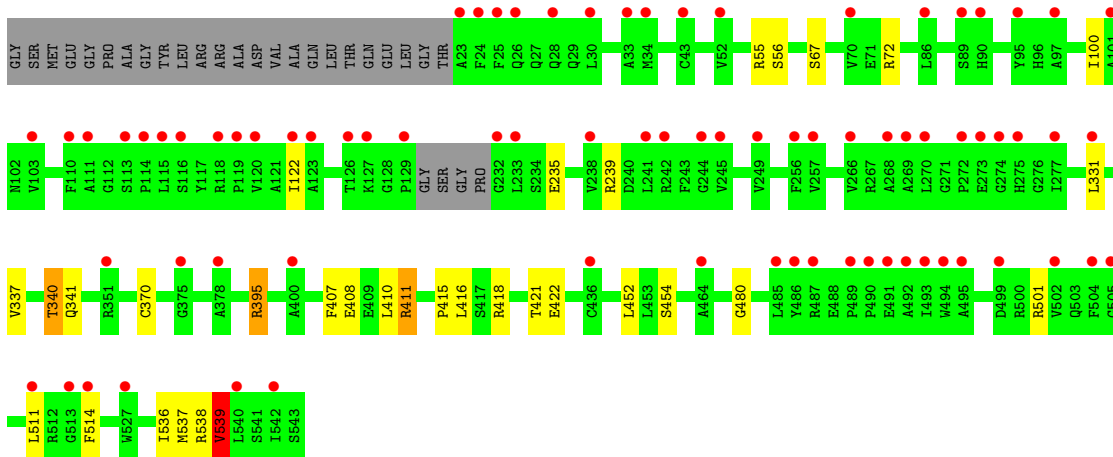 GLY SER MET GLU GLY PRO ALA GLY TYR LEU ARG ARG ALA ASP VAL ALA GLN LEU THR GLN GLU LEU GLY THR A23 F24 F25 Q26 Q27 Q28 Q29 L30 A33 M34 C43 V52 R55 S56 S67 V70 E71 R72 L86 S89 H90 Y95 H96 A97 I100 A101
N102 V103 F110 A111 G112 S113 P114 L115 S116 Y117 R118 P119 V120 A121 I122 A123 T126 K127 G128 P129 GLY SER GLY PRO G232 L233 S234 E235 V238 R239 D240 L241 R242 F243 G244 V245 V249 F256 V257 V266 R267 A268 A269 L270 G271 P272 E273 G274 H275 G276 I277 L331
V337 T340 Q341 R351 C370 G375 A378 R395 A400 F407 E408 E409 L410 R411 P415 L416 S417 R418 T421 E422 C436 L452 L453 S454 A464 G480 L485 Y486 R487 E488 P489 P490 E491 A492 I493 W494 A495 D499 R500 R501 V502 Q503 F504 G505
L511 R512 G513 F514 W527 I536 M537 R538 V539 L540 S541 I542 S543